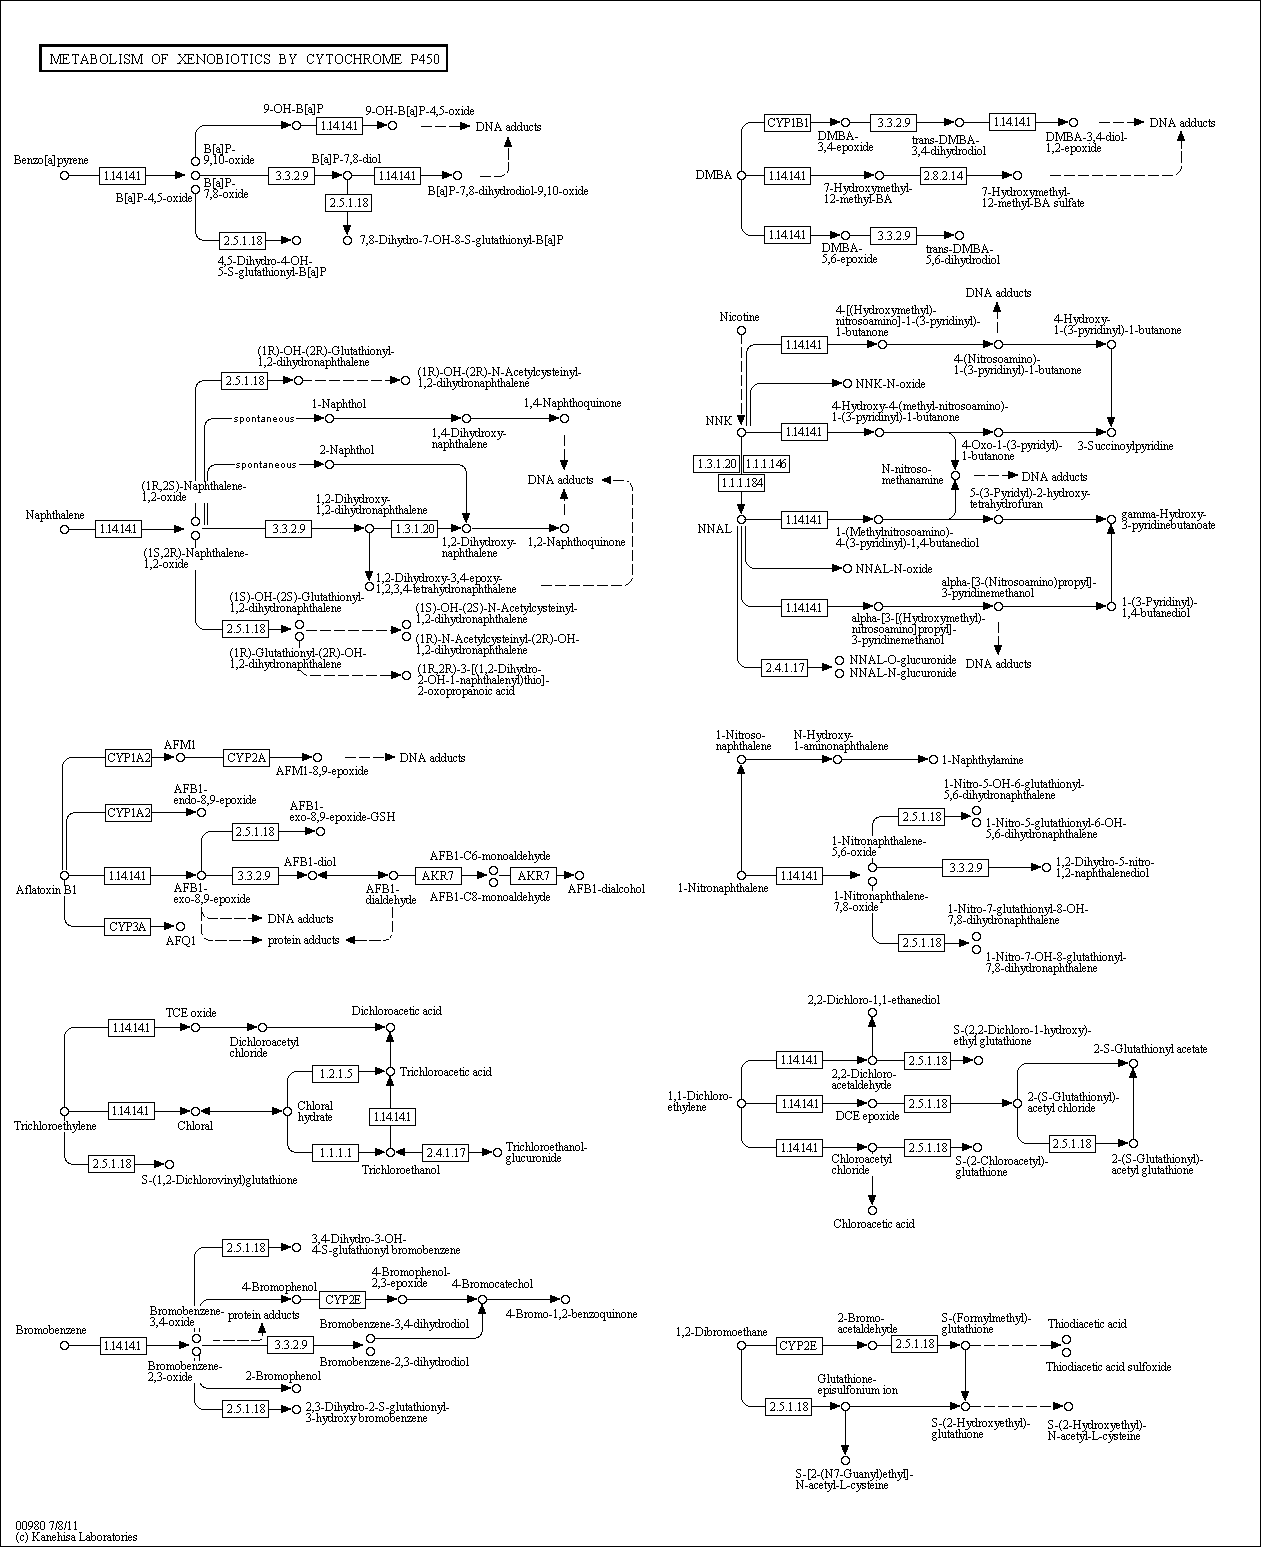 METABOLISM OF XENOBIOTICS BY CYTOCHROME P450
9-OH-B[a]P
9-OH-B[a]P-4,5-oxide
1.14.14.1
DNA adducts
B[a]P-
9,10-oxide
Benzo[a]pyrene
1.14.14.1
B[a]P-4,5-oxide
B[a]P-
7,8-oxide
3.3.2.9
B[a]P-7,8-diol
1.14.14.1
B[a]P-7,8-dihydrodiol-9,10-oxide
2.5.1.18
7,8-Dihydro-7-OH-8-S-glutathionyl-B[a]P
2.5.1.18
4,5-Dihydro-4-OH-
5-S-glutathionyl-B[a]P
CYP1B1
3.3.2.9
1.14.14.1
DNA adducts
DMBA-
3,4-epoxide
trans-DMBA-
3,4-dihydrodiol
DMBA-3,4-diol-
1,2-epoxide
DMBA
1.14.14.1
2.8.2.14
7-Hydroxymethyl-
12-methyl-BA
7-Hydroxymethyl-
12-methyl-BA sulfate
1.14.14.1
3.3.2.9
DMBA-
5,6-epoxide
trans-DMBA-
5,6-dihydrodiol
(1R)-OH-(2R)-Glutathionyl-
1,2-dihydronaphthalene
2.5.1.18
(1R)-OH-(2R)-N-Acetylcysteinyl-
1,2-dihydronaphthalene
spontaneous
1-Naphthol
1,4-Naphthoquinone
1,4-Dihydroxy-
naphthalene
2-Naphthol
spontaneous
DNA adducts
(1R,2S)-Naphthalene-
1,2-oxide
1,2-Dihydroxy-
1,2-dihydronaphthalene
Naphthalene
1.14.14.1
3.3.2.9
1.3.1.20
1,2-Dihydroxy-
naphthalene
1,2-Naphthoquinone
(1S,2R)-Naphthalene-
1,2-oxide
1,2-Dihydroxy-3,4-epoxy-
1,2,3,4-tetrahydronaphthalene
(1S)-OH-(2S)-Glutathionyl-
1,2-dihydronaphthalene
(1S)-OH-(2S)-N-Acetylcysteinyl-
1,2-dihydronaphthalene
2.5.1.18
(1R)-N-Acetylcysteinyl-(2R)-OH-
1,2-dihydronaphthalene
(1R)-Glutathionyl-(2R)-OH-
1,2-dihydronaphthalene
(1R,2R)-3-[(1,2-Dihydro-
2-OH-1-naphthalenyl)thio]-
2-oxopropanoic acid
DNA adducts
Nicotine
4-[(Hydroxymethyl)-
nitrosoamino]-1-(3-pyridinyl)-
1-butanone
4-Hydroxy-
1-(3-pyridinyl)-1-butanone
1.14.14.1
4-(Nitrosoamino)-
1-(3-pyridinyl)-1-butanone
NNK-N-oxide
NNK
4-Hydroxy-4-(methyl-nitrosoamino)-
1-(3-pyridinyl)-1-butanone
1.14.14.1
4-Oxo-1-(3-pyridyl)-
1-butanone
3-Succinoylpyridine
1.3.1.20
1.1.1.146
1.1.1.184
N-nitroso-
methanamine
DNA adducts
5-(3-Pyridyl)-2-hydroxy-
tetrahydrofuran
NNAL
1.14.14.1
1-(Methylnitrosoamino)-
4-(3-pyridinyl)-1,4-butanediol
gamma-Hydroxy-
3-pyridinebutanoate
NNAL-N-oxide
alpha-[3-(Nitrosoamino)propyl]-
3-pyridinemethanol
1.14.14.1
alpha-[3-[(Hydroxymethyl)-
nitrosoamino]propyl]-
3-pyridinemethanol
1-(3-Pyridinyl)-
1,4-butanediol
DNA adducts
2.4.1.17
NNAL-O-glucuronide
NNAL-N-glucuronide
AFM1
CYP1A2
CYP2A
AFM1-8,9-epoxide
DNA adducts
AFB1-
endo-8,9-epoxide
CYP1A2
AFB1-
exo-8,9-epoxide-GSH
2.5.1.18
Aflatoxin B1
1.14.14.1
AFB1-
exo-8,9-epoxide
3.3.2.9
AFB1-diol
AFB1-
dialdehyde
AKR7
AFB1-C6-monoaldehyde
AFB1-C8-monoaldehyde
AKR7
AFB1-dialcohol
DNA adducts
protein adducts
CYP3A
AFQ1
1-Nitroso-
naphthalene
N-Hydroxy-
1-aminonaphthalene
1-Naphthylamine
1-Nitro-5-OH-6-glutathionyl-
5,6-dihydronaphthalene
2.5.1.18
1-Nitro-5-glutathionyl-6-OH-
5,6-dihydronaphthalene
1-Nitronaphthalene-
5,6-oxide
3.3.2.9
1,2-Dihydro-5-nitro-
1,2-naphthalenediol
1-Nitronaphthalene
1.14.14.1
1-Nitronaphthalene-
7,8-oxide
1-Nitro-7-glutathionyl-8-OH-
7,8-dihydronaphthalene
2.5.1.18
1-Nitro-7-OH-8-glutathionyl-
7,8-dihydronaphthalene
TCE oxide
Dichloroacetic acid
1.14.14.1
Dichloroacetyl
chloride
1.2.1.5
Trichloroacetic acid
Trichloroethylene
1.14.14.1
Chloral
Chloral
hydrate
1.14.14.1
1.1.1.1
Trichloroethanol
2.4.1.17
Trichloroethanol-
glucuronide
2.5.1.18
S-(1,2-Dichlorovinyl)glutathione
2,2-Dichloro-1,1-ethanediol
S-(2,2-Dichloro-1-hydroxy)-
ethyl glutathione
1.14.14.1
2,2-Dichloro-
acetaldehyde
2.5.1.18
2-S-Glutathionyl acetate
1,1-Dichloro-
ethylene
1.14.14.1
DCE epoxide
2.5.1.18
2-(S-Glutathionyl)-
acetyl chloride
2.5.1.18
2-(S-Glutathionyl)-
acetyl glutathione
1.14.14.1
Chloroacetyl
chloride
2.5.1.18
S-(2-Chloroacetyl)-
glutathione
Chloroacetic acid
2.5.1.18
3,4-Dihydro-3-OH-
4-S-glutathionyl bromobenzene
4-Bromophenol
CYP2E
4-Bromophenol-
2,3-epoxide
4-Bromocatechol
4-Bromo-1,2-benzoquinone
Bromobenzene-
3,4-oxide
protein adducts
Bromobenzene-3,4-dihydrodiol
Bromobenzene
1.14.14.1
3.3.2.9
Bromobenzene-2,3-dihydrodiol
Bromobenzene-
2,3-oxide
2-Bromophenol
2.5.1.18
2,3-Dihydro-2-S-glutathionyl-
3-hydroxy bromobenzene
1,2-Dibromoethane
CYP2E
2-Bromo-
acetaldehyde
2.5.1.18
S-(Formylmethyl)-
glutathione
Thiodiacetic acid
Thiodiacetic acid sulfoxide
Glutathione-
episulfonium ion
2.5.1.18
S-(2-Hydroxyethyl)-
glutathione
S-(2-Hydroxyethyl)-
N-acetyl-L-cysteine
S-[2-(N7-Guanyl)ethyl]-
N-acetyl-L-cysteine
00980 7/8/11
(c) Kanehisa Laboratories